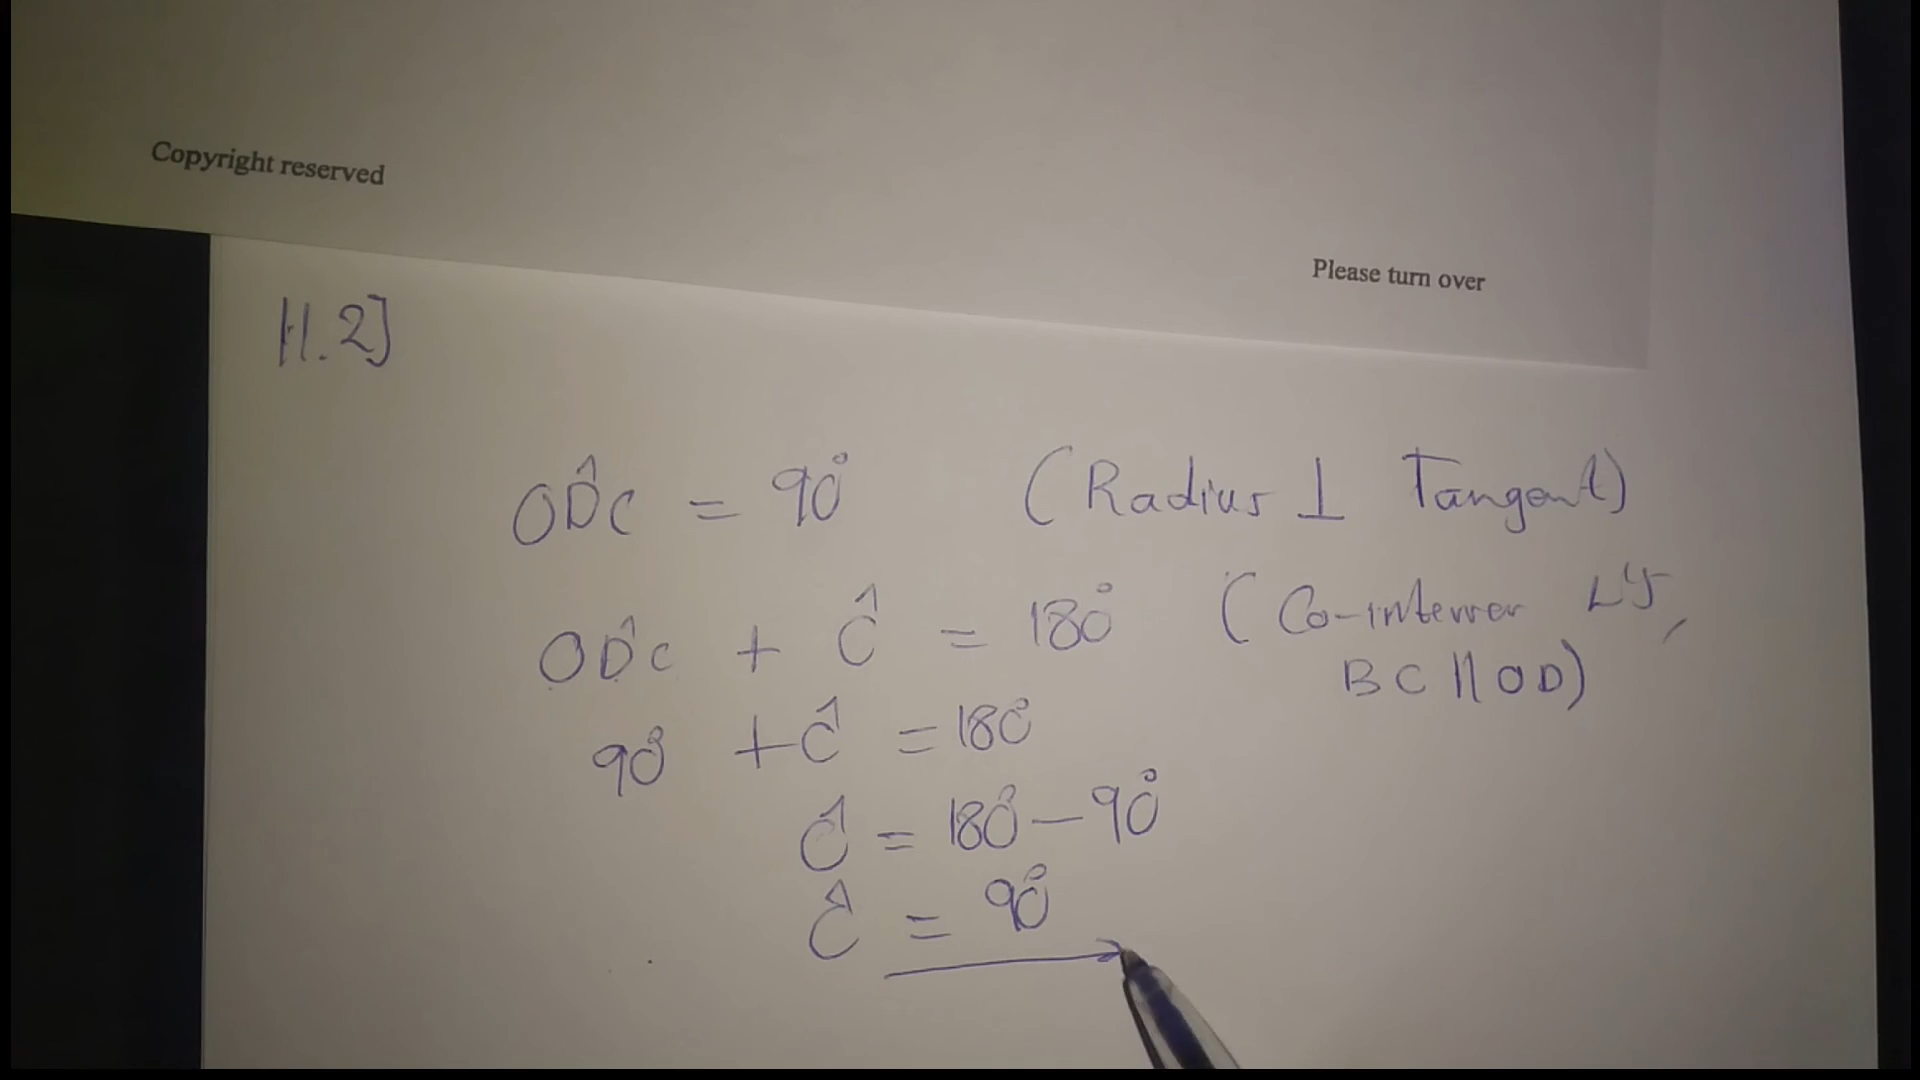 Copyright reserved
Please turn over
11.2]
OD̂C = 90° (Radius ⊥ Tangent)
OD̂C + Ĉ = 180° (Co-interior ∠s,
BC || OD)
90° + Ĉ = 180°
Ĉ = 180° - 90°
Ĉ = 90°